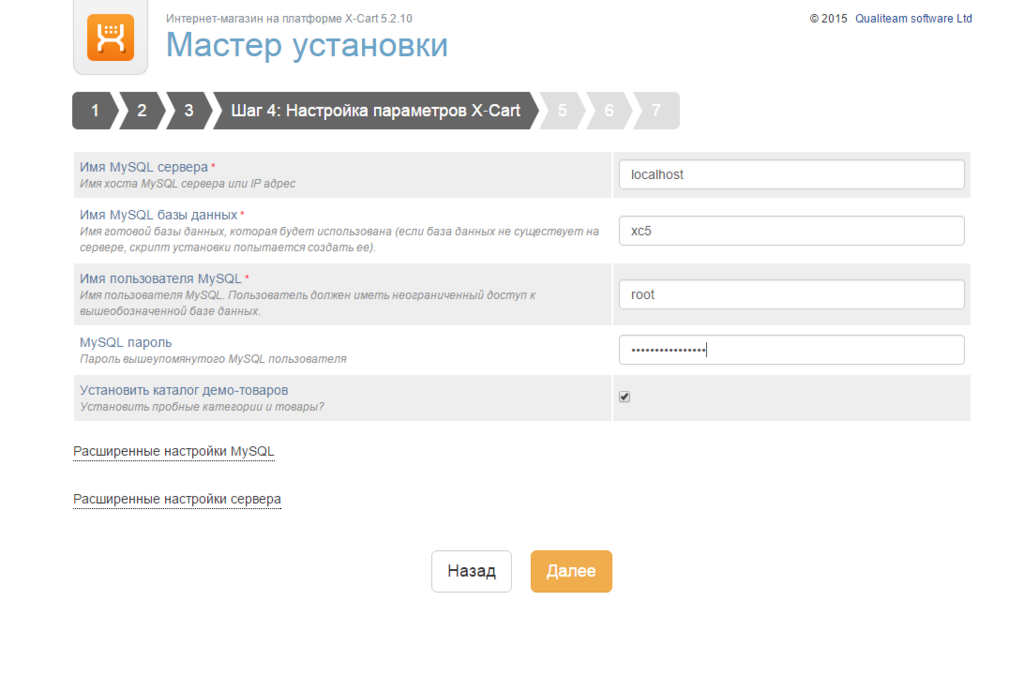 Интернет-магазин на платформе X-Cart 5.2.10
© 2015 Qualiteam software Ltd
Мастер установки
1 2 3 Шаг 4: Настройка параметров X-Cart 5 6 7
Имя MySQL сервера *
Имя хоста MySQL сервера или IP адрес
localhost
Имя MySQL базы данных *
Имя готовой базы данных, которая будет использована (если база данных не существует на
сервере, скрипт установки попытается создать ее).
xc5
Имя пользователя MySQL *
Имя пользователя MySQL. Пользователь должен иметь неограниченный доступ к
вышеобозначенной базе данных.
root
MySQL пароль
Пароль вышеупомянутого MySQL пользователя
••••••••••••••••
Установить каталог демо-товаров
Установить пробные категории и товары?
Расширенные настройки MySQL
Расширенные настройки сервера
Назад Далее